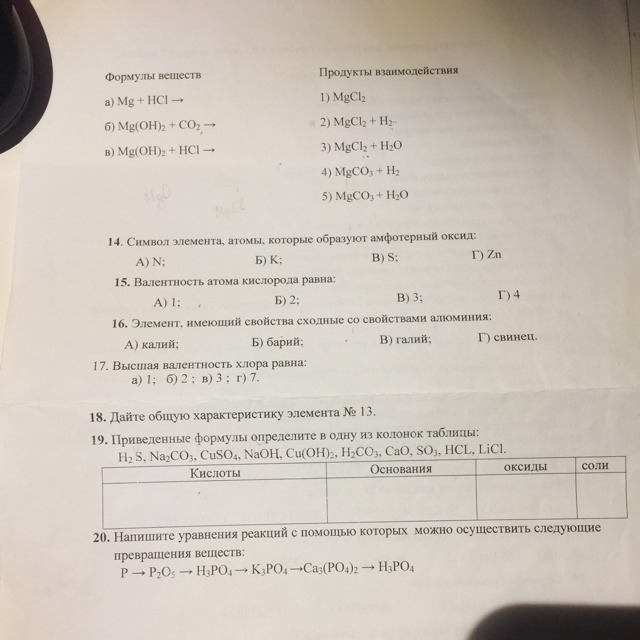 Формулы веществ
Продукты взаимодействия
а) Mg + HCl →
1) MgCl₂
б) Mg(OH)₂ + CO₂ →
2) MgCl₂ + H₂
в) Mg(OH)₂ + HCl →
3) MgCl₂ + H₂O
4) MgCO₃ + H₂
5) MgCO₃ + H₂O
MgO
MgCl
14. Символ элемента, атомы, которые образуют амфотерный оксид:
А) N; Б) K; В) S; Г) Zn
15. Валентность атома кислорода равна:
А) 1; Б) 2; В) 3; Г) 4
16. Элемент, имеющий свойства сходные со свойствами алюминия:
А) калий; Б) барий; В) галий; Г) свинец.
17. Высшая валентность хлора равна:
а) 1; б) 2 ; в) 3 ; г) 7.
18. Дайте общую характеристику элемента № 13.
19. Приведенные формулы определите в одну из колонок таблицы:
H₂ S, Na₂CO₃, CuSO₄, NaOH, Cu(OH)₂, H₂CO₃, CaO, SO₃, HCL, LiCl.
Кислоты Основания оксиды соли
20. Напишите уравнения реакций с помощью которых можно осуществить следующие
превращения веществ:
P → P₂O₅ → H₃PO₄ → K₃PO₄ →Ca₃(PO₄)₂ → H₃PO₄